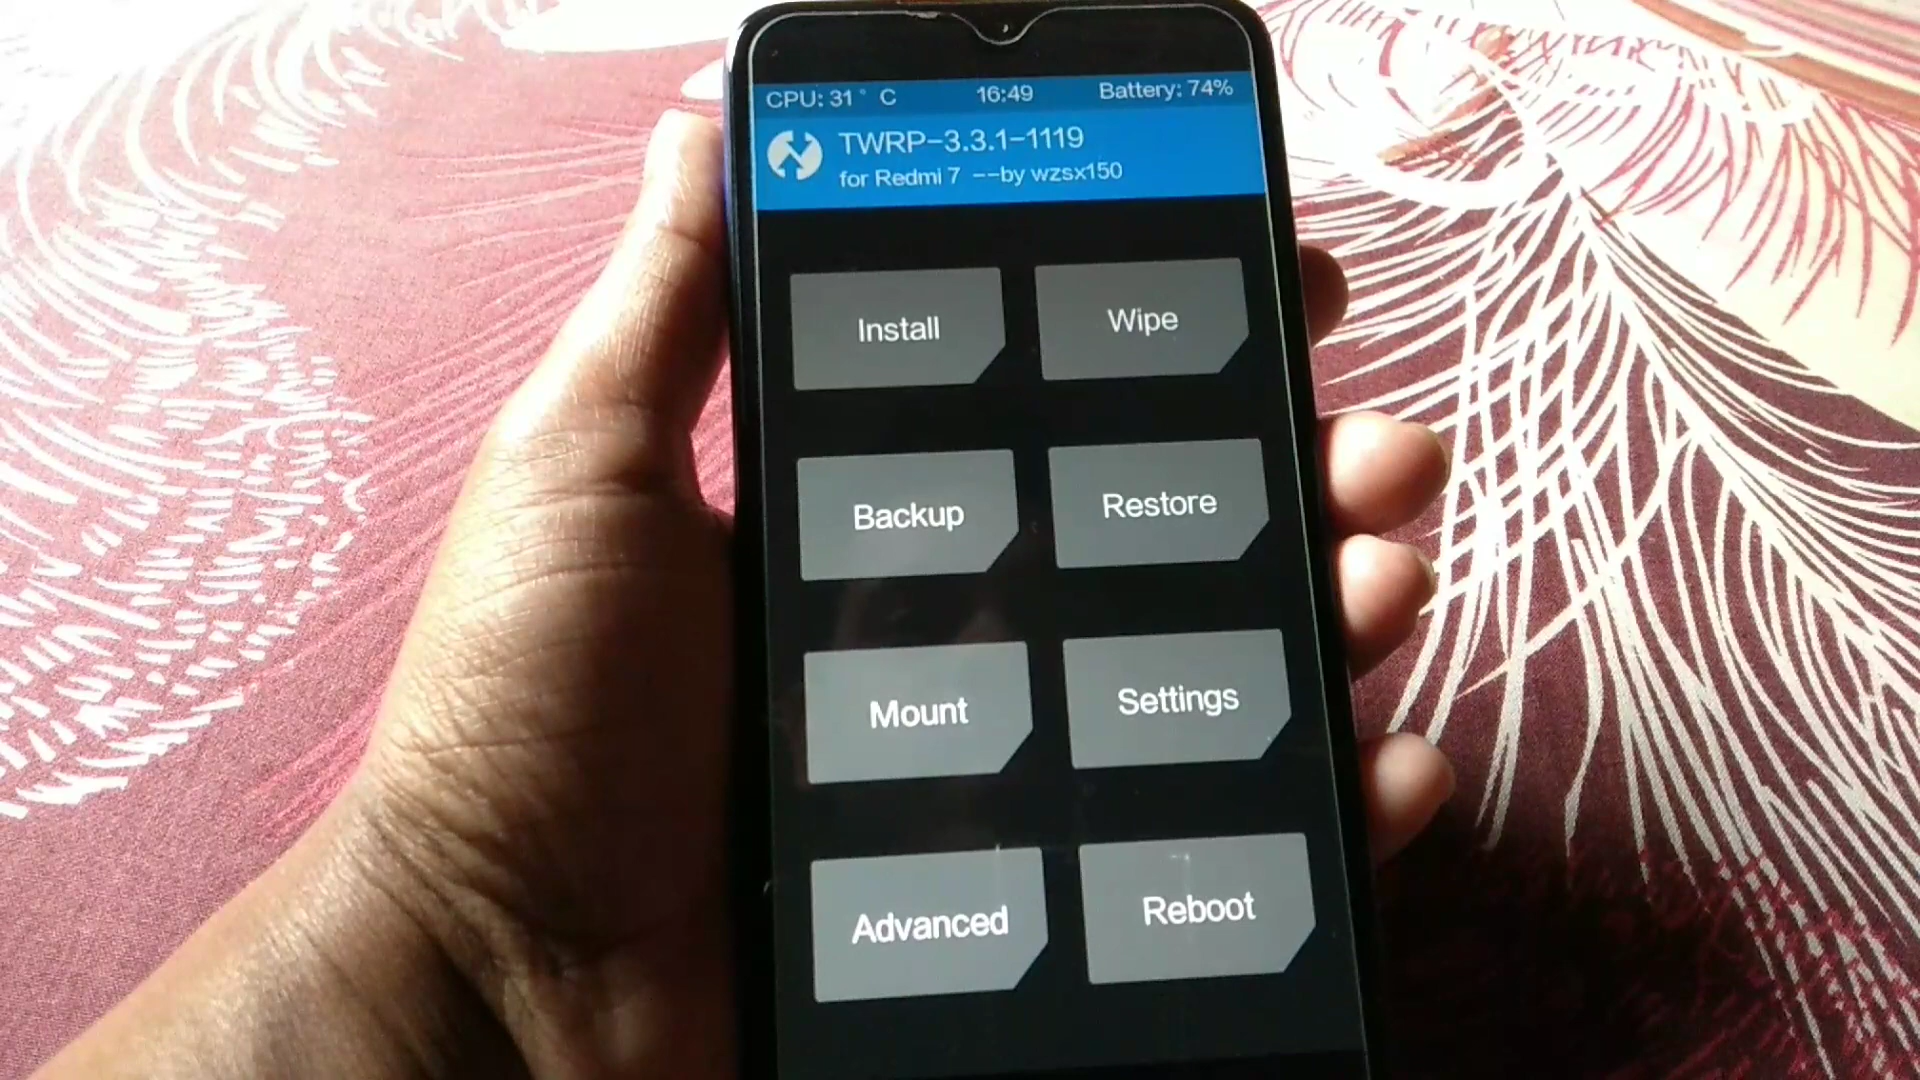 CPU: 31 ° C 16:49 Battery: 74%
TWRP-3.3.1-1119
for Redmi 7 --by wzsx150
Install Wipe
Backup Restore
Mount Settings
Advanced Reboot